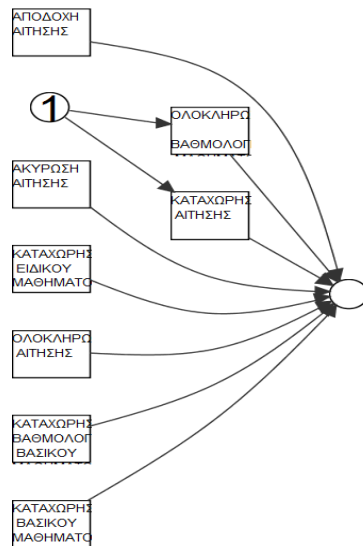 ΑΠΟΔΟΧΗ
ΑΙΤΗΣΗΣ
1
ΟΛΟΚΛΗΡΩ
ΒΑΘΜΟΛΟΓ
ΑΚΥΡΩΣΗ
ΑΙΤΗΣΗΣ
ΚΑΤΑΧΩΡΗΣ
ΑΙΤΗΣΗΣ
ΚΑΤΑΧΩΡΗΣ
ΕΙΔΙΚΟΥ
ΜΑΘΗΜΑΤΟ
ΟΛΟΚΛΗΡΩ
ΑΙΤΗΣΗΣ
ΚΑΤΑΧΩΡΗΣ
ΒΑΘΜΟΛΟΓ
ΒΑΣΙΚΟΥ
ΚΑΤΑΧΩΡΗΣ
ΒΑΣΙΚΟΥ
ΜΑΘΗΜΑΤΟ